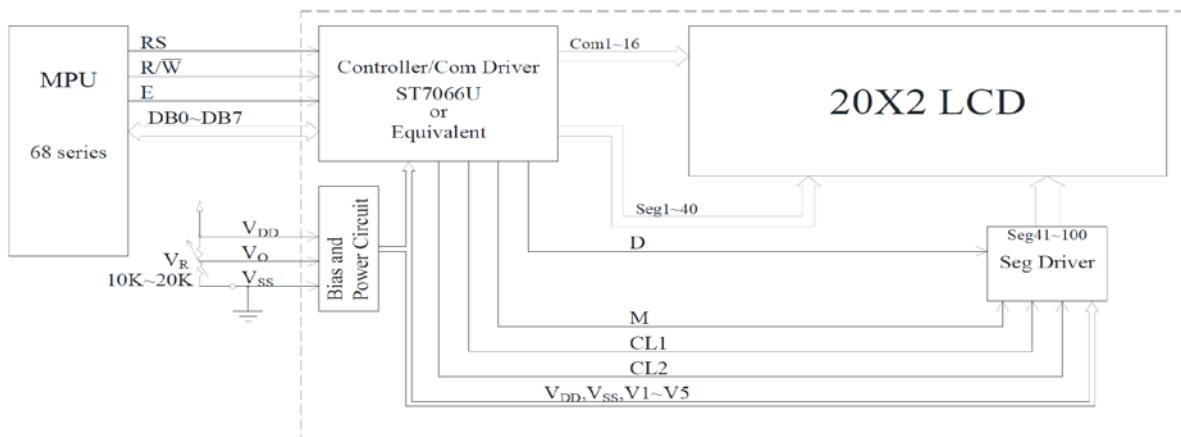 MPU
68 series
RS
R/W̅
E
DB0~DB7
Controller/Com Driver
ST7066U
or
Equivalent
Com1~16
20X2 LCD
Seg1~40
Seg41~100
Seg Driver
VDD
VO
VR
10K~20K
VSS
Bias and
Power Circuit
D
M
CL1
CL2
VDD,VSS,V1~V5